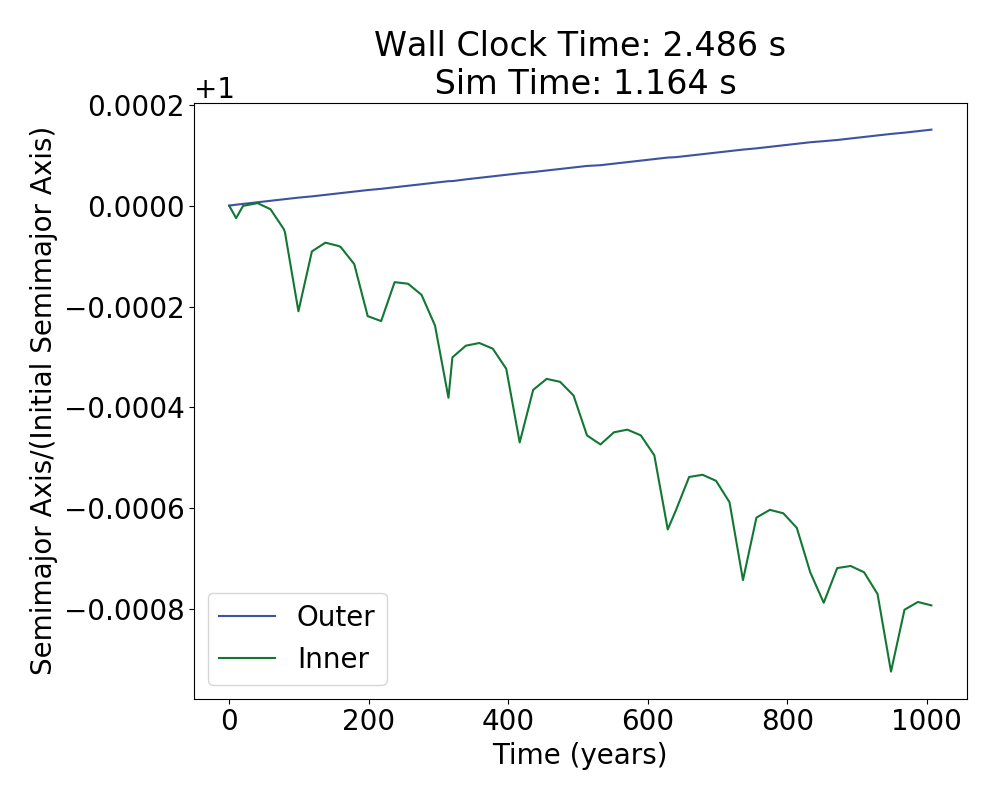 Wall Clock Time: 2.486 s
Sim Time: 1.164 s
+1
0.0002
0.0000
−0.0002
−0.0004
−0.0006
−0.0008
Semimajor Axis/(Initial Semimajor Axis)
Outer
Inner
0 200 400 600 800 1000
Time (years)